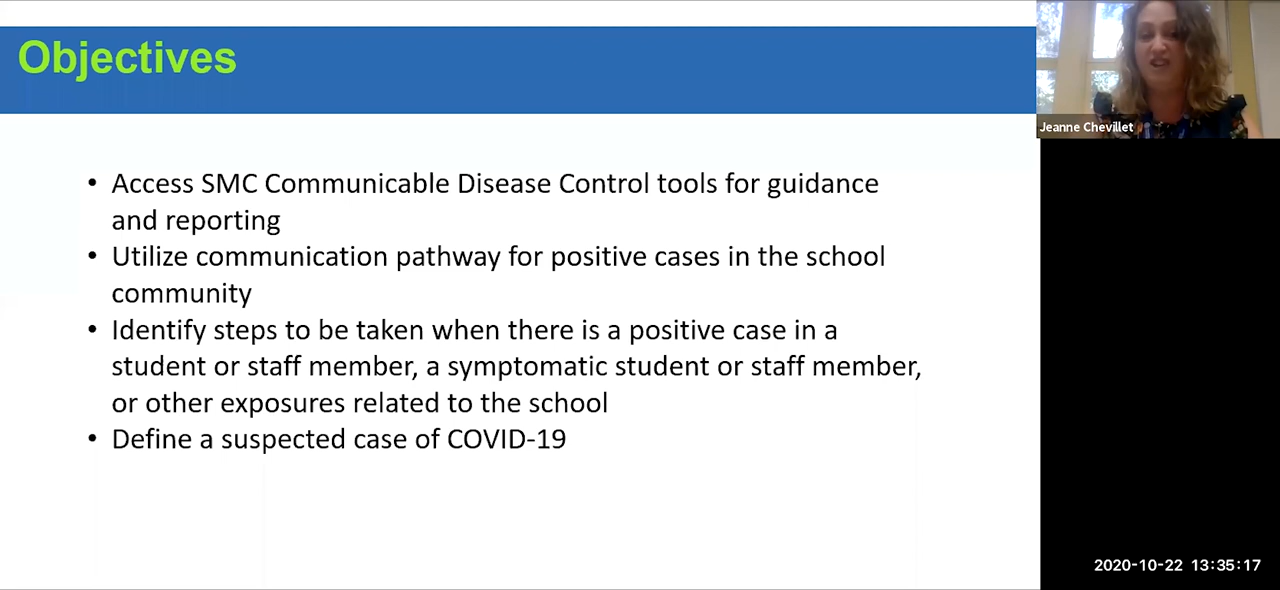 Objectives
• Access SMC Communicable Disease Control tools for guidance
and reporting
• Utilize communication pathway for positive cases in the school
community
• Identify steps to be taken when there is a positive case in a
student or staff member, a symptomatic student or staff member,
or other exposures related to the school
• Define a suspected case of COVID-19
Jeanne Chevillet
2020-10-22 13:35:17